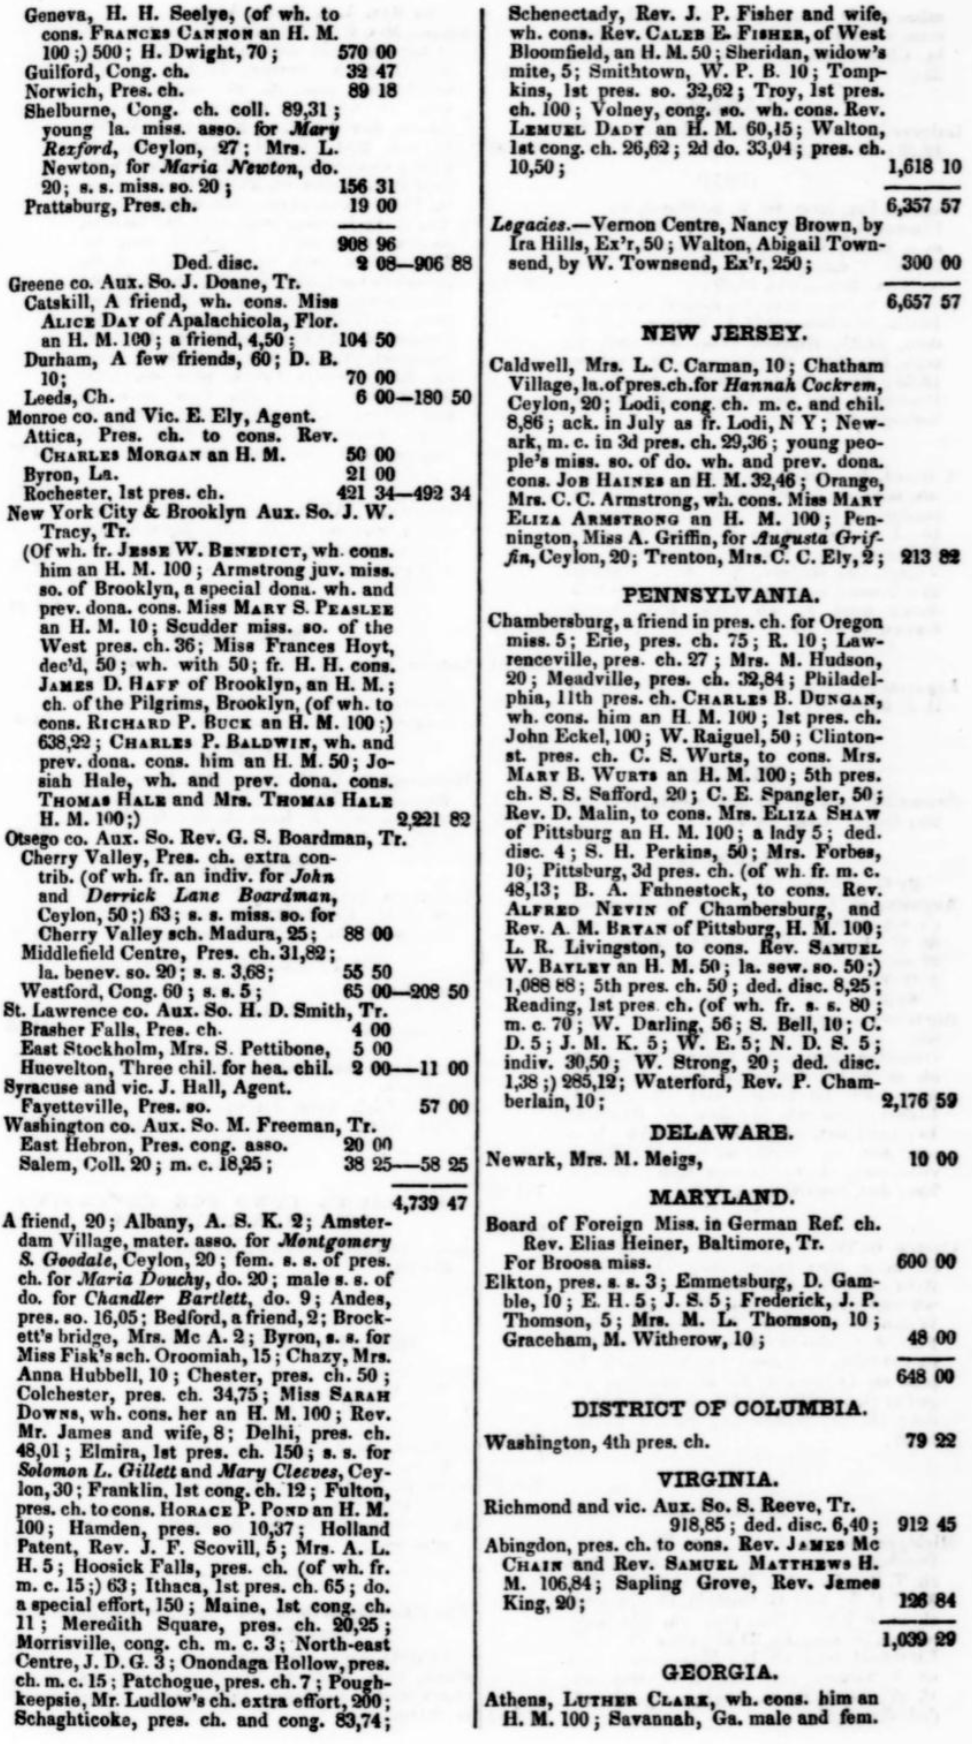 Geneva, H. H. Seelye, (of wh. to
cons. FRANCES CANNON an H. M.
100 ;) 500; H. Dwight, 70; 570 00
Guilford, Cong. ch. 32 47
Norwich, Pres. ch. 89 18
Shelburne, Cong. ch. coll. 89,31;
young la. miss. asso. for Mary
Rexford, Ceylon, 27; Mrs. L.
Newton, for Maria Newton, do.
20; s. s. miss. so. 20; 156 31
Prattsburg, Pres. ch. 19 00
908 96
Ded. disc. 2 08—906 88
Greene co. Aux. So. J. Doane, Tr.
Catskill, A friend, wh. cons. Miss
ALICE DAY of Apalachicola, Flor.
an H. M. 100; a friend, 4,50; 104 50
Durham, A few friends, 60; D. B.
10; 70 00
Leeds, Ch. 6 00—180 50
Monroe co. and Vic. E. Ely, Agent.
Attica, Pres. ch. to cons. Rev.
CHARLES MORGAN an H. M. 50 00
Byron, La. 21 00
Rochester, 1st pres. ch. 421 34—492 34
New York City & Brooklyn Aux. So. J. W.
Tracy, Tr.
(Of wh. fr. JESSE W. BENEDICT, wh. cons.
him an H. M. 100; Armstrong juv. miss.
so. of Brooklyn, a special dona. wh. and
prev. dona. cons. Miss MARY S. PEASLEE
an H. M. 10; Scudder miss. so. of the
West pres. ch. 36; Miss Frances Hoyt,
dec'd, 50; wh. with 50; fr. H. H. cons.
JAMES D. HAFF of Brooklyn, an H. M.;
ch. of the Pilgrims, Brooklyn, (of wh. to
cons. RICHARD P. BUCK an H. M. 100;)
638,22; CHARLES P. BALDWIN, wh. and
prev. dona. cons. him an H. M. 50; Jo-
siah Hale, wh. and prev. dona. cons.
THOMAS HALE and Mrs. THOMAS HALE
H. M. 100;) 2,221 82
Otsego co. Aux. So. Rev. G. S. Boardman, Tr.
Cherry Valley, Pres. ch. extra con-
trib. (of wh. fr. an indiv. for John
and Derrick Lane Boardman,
Ceylon, 50;) 63; s. s. miss. so. for
Cherry Valley sch. Madura, 25; 88 00
Middlefield Centre, Pres. ch. 31,82;
la. benev. so. 20; s. s. 3,68; 55 50
Westford, Cong. 60; s. s. 5; 65 00—208 50
St. Lawrence co. Aux. So. H. D. Smith, Tr.
Brasher Falls, Pres. ch. 4 00
East Stockholm, Mrs. S. Pettibone, 5 00
Huevelton, Three chil. for hea. chil. 2 00—11 00
Syracuse and vic. J. Hall, Agent.
Fayetteville, Pres. so. 57 00
Washington co. Aux. So. M. Freeman, Tr.
East Hebron, Pres. cong. asso. 20 00
Salem, Coll. 20; m. c. 18,25; 38 25—58 25
4,739 47
A friend, 20; Albany, A. S. K. 2; Amster-
dam Village, mater. asso. for Montgomery
S. Goodale, Ceylon, 20; fem. s. s. of pres.
ch. for Maria Douchy, do. 20; male s. s. of
do. for Chandler Bartlett, do. 9; Andes,
pres. so. 16,05; Bedford, a friend, 2; Brock-
ett's bridge, Mrs. Mc A. 2; Byron, s. s. for
Miss Fisk's sch. Oroomiah, 15; Chazy, Mrs.
Anna Hubbell, 10; Chester, pres. ch. 50;
Colchester, pres. ch. 34,75; Miss SARAH
DOWNS, wh. cons. her an H. M. 100; Rev.
Mr. James and wife, 8; Delhi, pres. ch.
48,01; Elmira, 1st pres. ch. 150; s. s. for
Solomon L. Gillett and Mary Cleeves, Cey-
lon, 30; Franklin, 1st cong. ch. 12; Fulton,
pres. ch. to cons. HORACE P. POND an H. M.
100; Hamden, pres. so 10,37; Holland
Patent, Rev. J. F. Scovill, 5; Mrs. A. L.
H. 5; Hoosick Falls, pres. ch. (of wh. fr.
m. c. 15;) 63; Ithaca, 1st pres. ch. 65; do.
a special effort, 150; Maine, 1st cong. ch.
11; Meredith Square, pres. ch. 20,25;
Morrisville, cong. ch. m. c. 3; North-east
Centre, J. D. G. 3; Onondaga Hollow, pres.
ch. m. c. 15; Patchogue, pres. ch. 7; Pough-
keepsie, Mr. Ludlow's ch. extra effort, 200;
Schaghticoke, pres. ch. and cong. 83,74;
Schenectady, Rev. J. P. Fisher and wife,
wh. cons. Rev. CALEB E. FISHER, of West
Bloomfield, an H. M. 50; Sheridan, widow's
mite, 5; Smithtown, W. P. B. 10; Tomp-
kins, 1st pres. so. 32,62; Troy, 1st pres.
ch. 100; Volney, cong. so. wh. cons. Rev.
LEMUEL DADY an H. M. 60,15; Walton,
1st cong. ch. 26,62; 2d do. 33,04; pres. ch.
10,50; 1,618 10
6,357 57
Legacies.—Vernon Centre, Nancy Brown, by
Ira Hills, Ex'r, 50; Walton, Abigail Town-
send, by W. Townsend, Ex'r, 250; 300 00
6,657 57
NEW JERSEY.
Caldwell, Mrs. L. C. Carman, 10; Chatham
Village, la. of pres. ch. for Hannah Cockrem,
Ceylon, 20; Lodi, cong. ch. m. c. and chil.
8,86; ack. in July as fr. Lodi, N Y; New-
ark, m. c. in 3d pres. ch. 29,36; young peo-
ple's miss. so. of do. wh. and prev. dona.
cons. JOB HAINES an H. M. 32,46; Orange,
Mrs. C. C. Armstrong, wh. cons. Miss MARY
ELIZA ARMSTRONG an H. M. 100; Pen-
nington, Miss A. Griffin, for Augusta Grif-
fin, Ceylon, 20; Trenton, Mrs. C. C. Ely, 2; 213 82
PENNSYLVANIA.
Chambersburg, a friend in pres. ch. for Oregon
miss. 5; Erie, pres. ch. 75; R. 10; Law-
renceville, pres. ch. 27; Mrs. M. Hudson,
20; Meadville, pres. ch. 32,84; Philadel-
phia, 11th pres. ch. CHARLES B. DUNGAN,
wh. cons. him an H. M. 100; 1st pres. ch.
John Eckel, 100; W. Raiguel, 50; Clinton-
st. pres. ch. C. S. Wurts, to cons. Mrs.
MARY B. WURTS an H. M. 100; 5th pres.
ch. S. S. Safford, 20; C. E. Spangler, 50;
Rev. D. Malin, to cons. Mrs. ELIZA SHAW
of Pittsburg an H. M. 100; a lady 5; ded.
disc. 4; S. H. Perkins, 50; Mrs. Forbes,
10; Pittsburg, 3d pres. ch. (of wh. fr. m. c.
48,13; B. A. Fahnestock, to cons. Rev.
ALFRED NEVIN of Chambersburg, and
Rev. A. M. BRYAN of Pittsburg, H. M. 100;
L. R. Livingston, to cons. Rev. SAMUEL
W. BAYLEY an H. M. 50; la. sew. so. 50;)
1,088 88; 5th pres. ch. 50; ded. disc. 8,25;
Reading, 1st pres. ch. (of wh. fr. s. s. 80;
m. c. 70; W. Darling, 56; S. Bell, 10; C.
D. 5; J. M. K. 5; W. E. 5; N. D. S. 5;
indiv. 30,50; W. Strong, 20; ded. disc.
1,38;) 285,12; Waterford, Rev. P. Cham-
berlain, 10; 2,176 59
DELAWARE.
Newark, Mrs. M. Meigs, 10 00
MARYLAND.
Board of Foreign Miss. in German Ref. ch.
Rev. Elias Heiner, Baltimore, Tr.
For Broosa miss. 600 00
Elkton, pres. s. s. 3; Emmetsburg, D. Gam-
ble, 10; E. H. 5; J. S. 5; Frederick, J. P.
Thomson, 5; Mrs. M. L. Thomson, 10;
Graceham, M. Witherow, 10; 48 00
648 00
DISTRICT OF COLUMBIA.
Washington, 4th pres. ch. 79 22
VIRGINIA.
Richmond and vic. Aux. So. S. Reeve, Tr.
918,85; ded. disc. 6,40; 912 45
Abingdon, pres. ch. to cons. Rev. JAMES MC
CHAIN and Rev. SAMUEL MATTHEWS H.
M. 106,84; Sapling Grove, Rev. James
King, 20; 126 84
1,039 29
GEORGIA.
Athens, LUTHER CLARK, wh. cons. him an
H. M. 100; Savannah, Ga. male and fem.